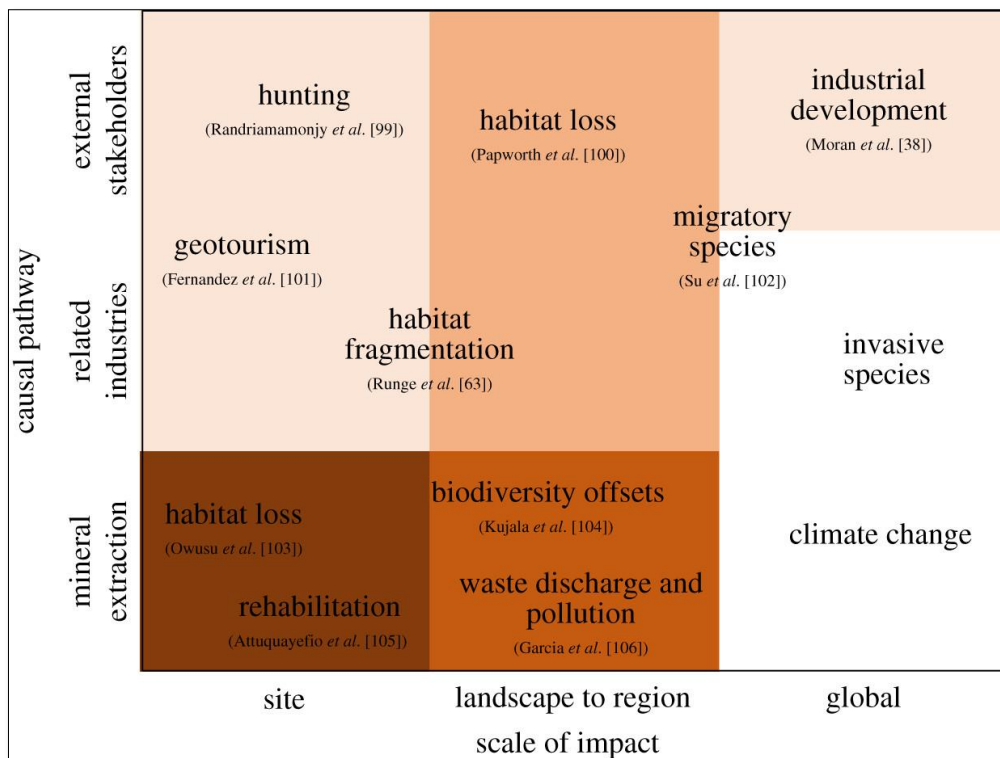 causal pathway
external
stakeholders
hunting
(Randriamamonjy et al. [99])
habitat loss
(Papworth et al. [100])
industrial
development
(Moran et al. [38])
related
industries
geotourism
(Fernandez et al. [101])
habitat
fragmentation
(Runge et al. [63])
migratory
species
(Su et al. [102])
invasive
species
mineral
extraction
habitat loss
(Owusu et al. [103])
rehabilitation
(Attuquayefio et al. [105])
biodiversity offsets
(Kujala et al. [104])
waste discharge and
pollution
(Garcia et al. [106])
climate change
site
landscape to region
global
scale of impact